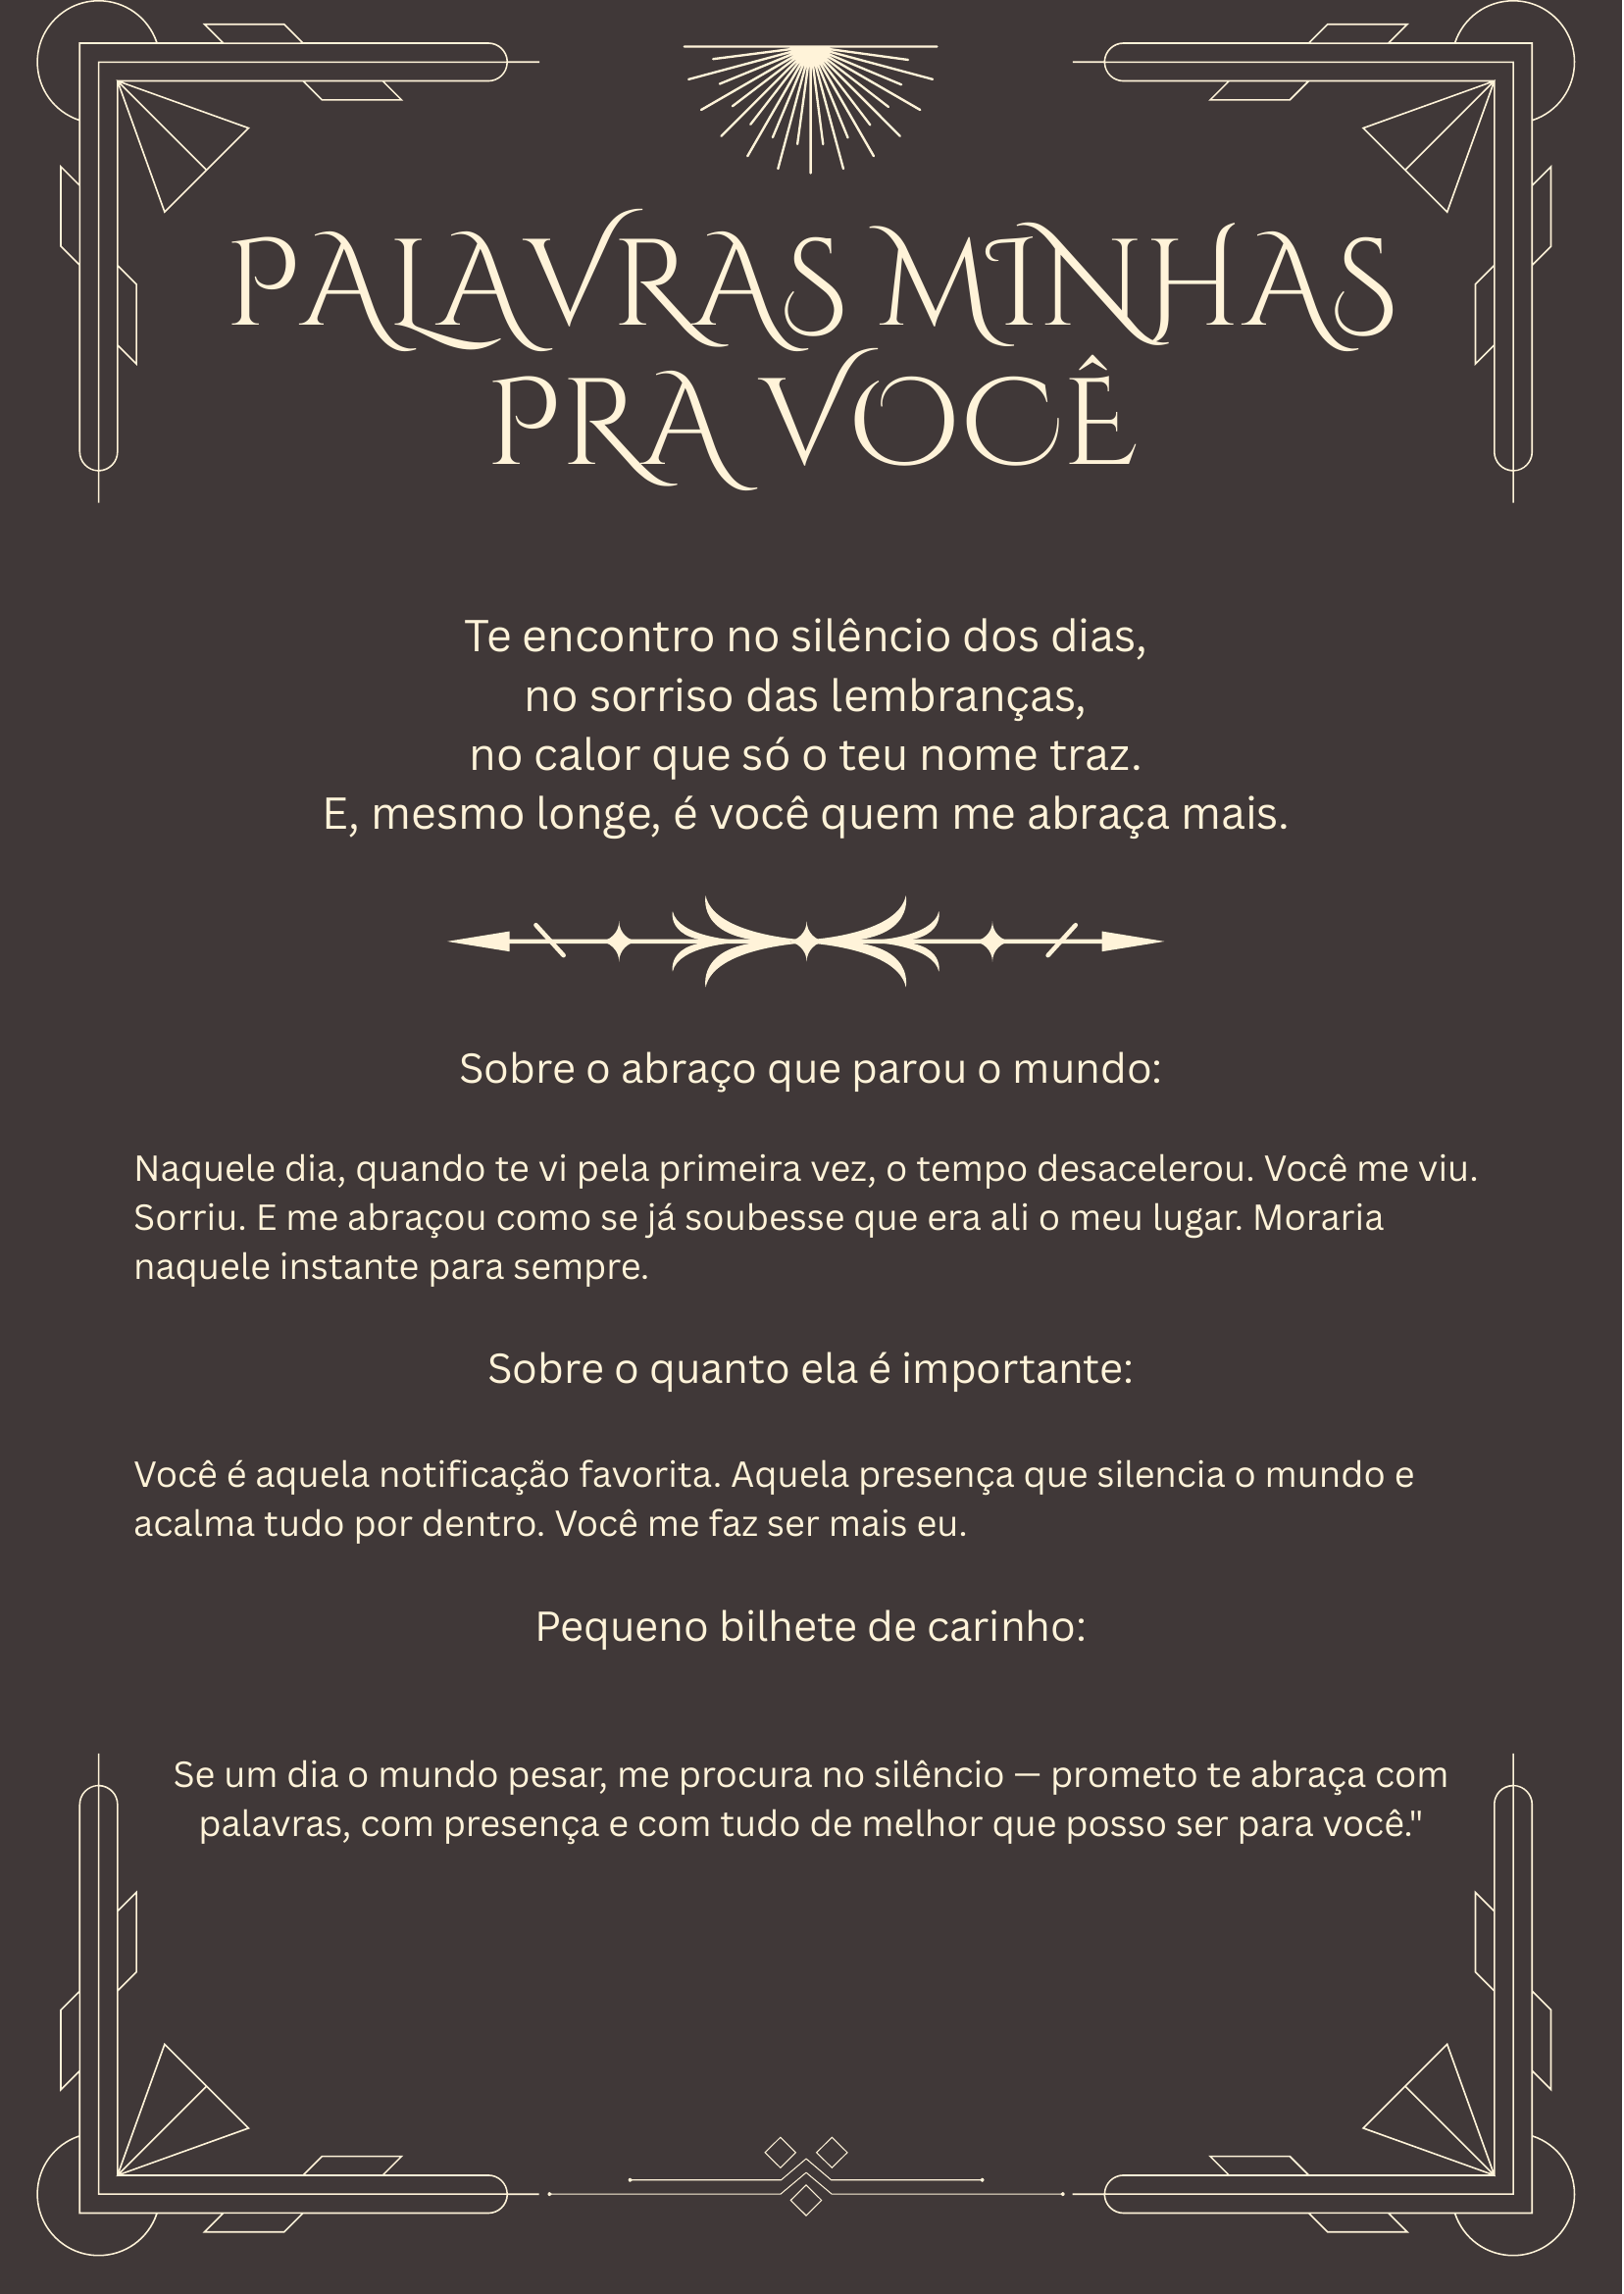 PALAVRAS MINHAS
PRA VOCÊ
Te encontro no silêncio dos dias,
no sorriso das lembranças,
no calor que só o teu nome traz.
E, mesmo longe, é você quem me abraça mais.
Sobre o abraço que parou o mundo:
Naquele dia, quando te vi pela primeira vez, o tempo desacelerou. Você me viu.
Sorriu. E me abraçou como se já soubesse que era ali o meu lugar. Moraria
naquele instante para sempre.
Sobre o quanto ela é importante:
Você é aquela notificação favorita. Aquela presença que silencia o mundo e
acalma tudo por dentro. Você me faz ser mais eu.
Pequeno bilhete de carinho:
Se um dia o mundo pesar, me procura no silêncio — prometo te abraça com
palavras, com presença e com tudo de melhor que posso ser para você."